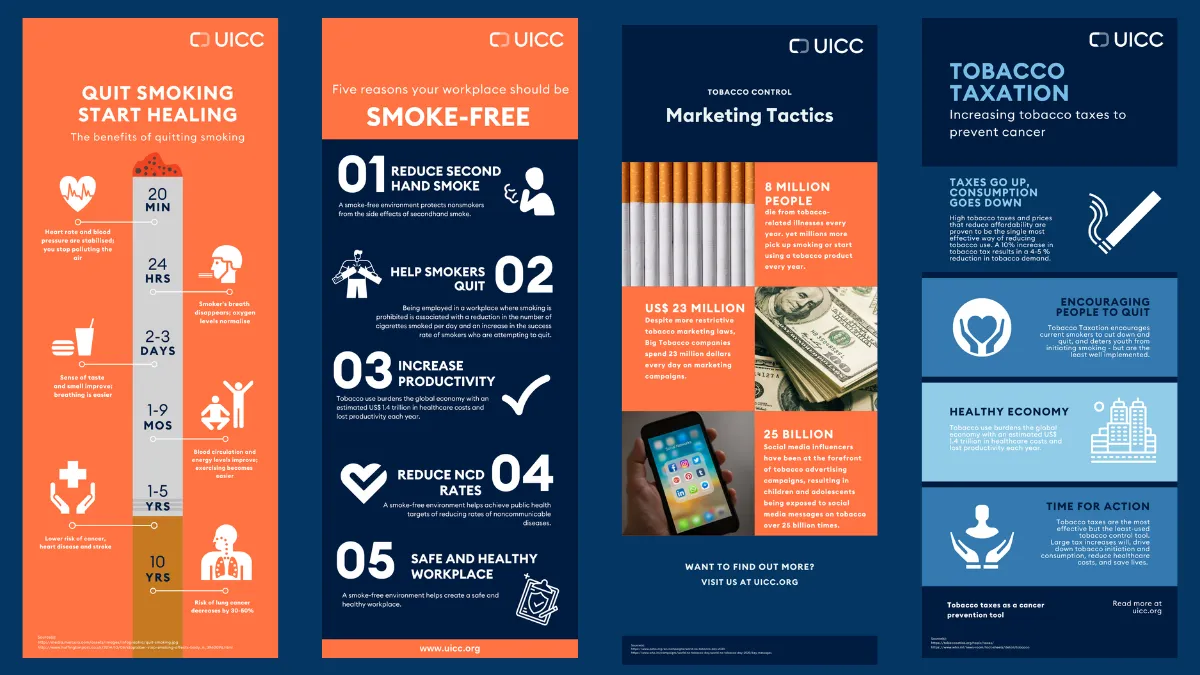 UICC
QUIT SMOKING
START HEALING
The benefits of quitting smoking
20
MIN
Heart rate and blood
pressure are stabilised;
you stop polluting the
air
24
HRS
Smoker's breath
disappears; oxygen
levels normalise
2-3
DAYS
Sense of taste
and smell improve;
breathing is easier
1-9
MOS
Blood circulation and
energy levels improve;
exercising becomes
easier
1-5
YRS
Lower risk of cancer,
heart disease and stroke
10
YRS
Risk of lung cancer
decreases by 30-50%
UICC
Five reasons your workplace should be
SMOKE-FREE
01
REDUCE SECOND
HAND SMOKE
A smoke-free environment protects nonsmokers
from the side effects of secondhand smoke.
HELP SMOKERS
QUIT
02
Being employed in a workplace where smoking is
prohibited is associated with a reduction in the number of
cigarettes smoked per day and an increase in the success
rate of smokers who are attempting to quit.
03
INCREASE
PRODUCTIVITY
Tobacco use burdens the global economy with an
estimated US$ 1.4 trillion in healthcare costs and
lost productivity each year.
REDUCE NCD
RATES
04
A smoke-free environment helps achieve public health
targets of reducing rates of noncommunicable
diseases.
05
SAFE AND HEALTHY
WORKPLACE
A smoke-free environment helps create a safe and
healthy workplace.
www.uicc.org
UICC
TOBACCO CONTROL
Marketing Tactics
8 MILLION
PEOPLE
die from tobacco-
related illnesses every
year, yet millions more
pick up smoking or start
using a tobacco product
every year.
US$ 23 MILLION
Despite more restrictive
tobacco marketing laws,
Big Tobacco companies
spend 23 million dollars
every day on marketing
campaigns.
25 BILLION
Social media influencers
have been at the forefront
of tobacco advertising
campaigns, resulting in
children and adolescents
being exposed to social
media messages on tobacco
over 25 billion times.
WANT TO FIND OUT MORE?
VISIT US AT UICC.ORG
UICC
TOBACCO
TAXATION
Increasing tobacco taxes to
prevent cancer
TAXES GO UP,
CONSUMPTION
GOES DOWN
High tobacco taxes and prices
that reduce affordability are
proven to be the single most
effective way of reducing
tobacco use. A 10% increase in
tobacco tax results in a 4-5 %
reduction in tobacco demand.
ENCOURAGING
PEOPLE TO QUIT
Tobacco Taxation encourages
current smokers to cut down and
quit, and deters youth from
initiating smoking - but are the
least well implemented.
HEALTHY ECONOMY
Tobacco use burdens the global
economy with an estimated US$
1.4 trillion in healthcare costs and
lost productivity each year.
TIME FOR ACTION
Tobacco taxes are the most
effective but the least-used
tobacco control tool.
Large tax increases will, drive
down tobacco initiation and
consumption, reduce healthcare
costs, and save lives.
Tobacco taxes as a cancer
prevention tool
Read more at
uicc.org